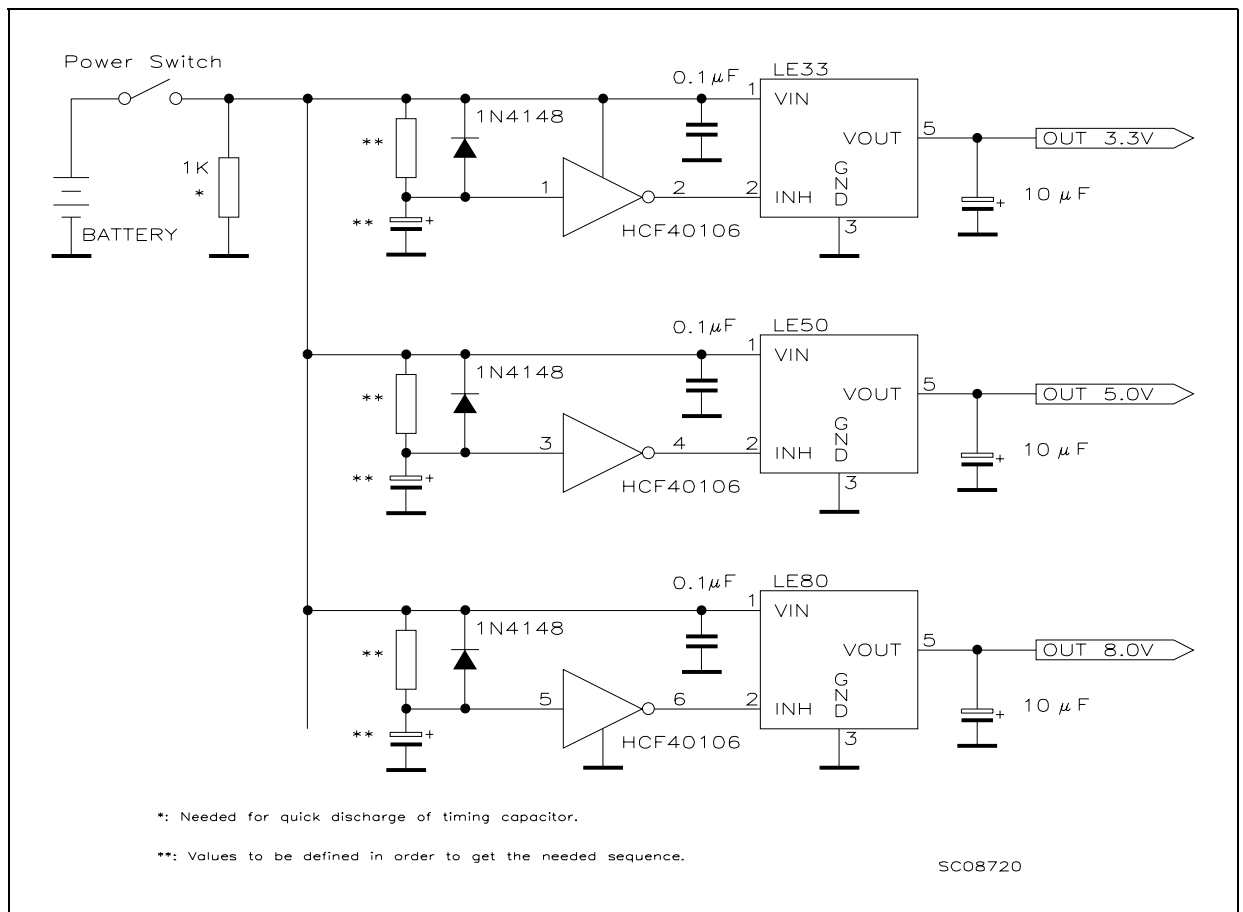 Power Switch
BATTERY
1K
*
**
**
+
1N4148
1
2
HCF40106
0.1µF
LE33
1
VIN
2
INH
GND
3
VOUT
5
10 µF
+
OUT 3.3V
**
**
+
1N4148
3
4
HCF40106
0.1µF
LE50
1
VIN
2
INH
GND
3
VOUT
5
10 µF
+
OUT 5.0V
**
**
+
1N4148
5
6
HCF40106
0.1µF
LE80
1
VIN
2
INH
GND
3
VOUT
5
10 µF
+
OUT 8.0V
*: Needed for quick discharge of timing capacitor.
**: Values to be defined in order to get the needed sequence.
SC08720